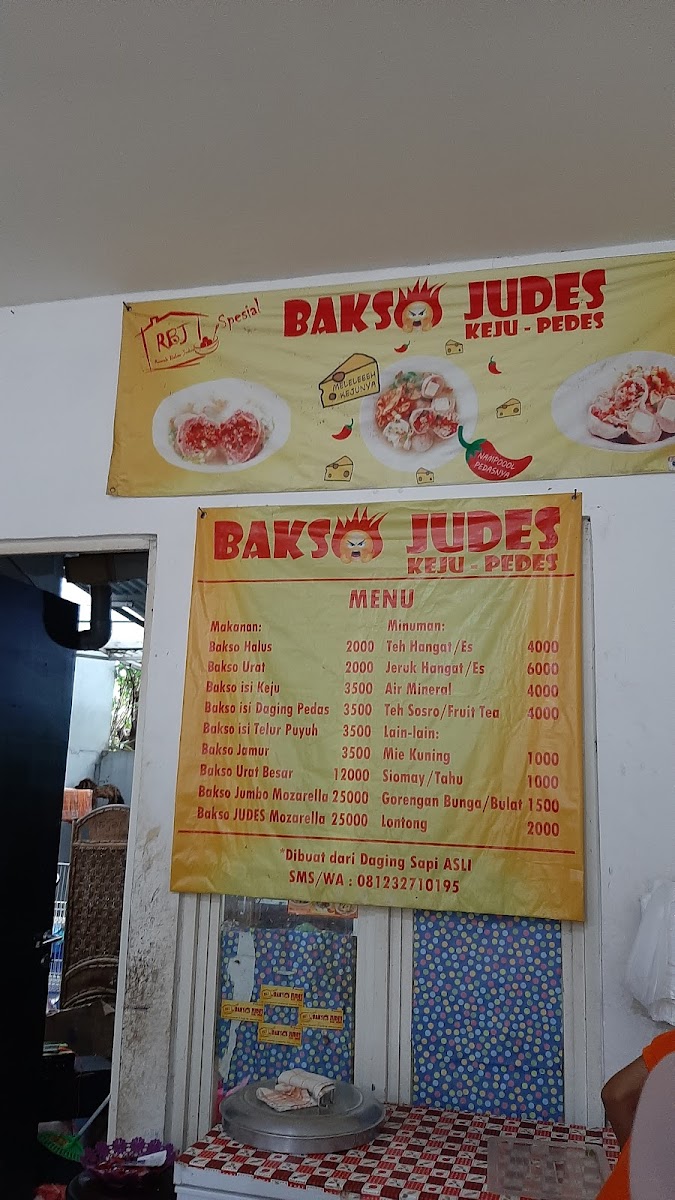 RBJ
Spesial
BAKSO JUDES
KEJU - PEDES
MELELEEEH
KEJUNYA
NAMPOOOL
PEDASNYA
BAKSO JUDES
KEJU - PEDES
MENU
Makanan:
Bakso Halus 2000
Bakso Urat 2000
Bakso isi Keju 3500
Bakso isi Daging Pedas 3500
Bakso isi Telur Puyuh 3500
Bakso Jamur 3500
Bakso Urat Besar 12000
Bakso Jumbo Mozarella 25000
Bakso JUDES Mozarella 25000
Minuman:
Teh Hangat/Es 4000
Jeruk Hangat/Es 6000
Air Mineral 4000
Teh Sosro/Fruit Tea 4000
Lain-lain:
Mie Kuning 1000
Siomay/Tahu 1000
Gorengan Bunga/Bulat 1500
Lontong 2000
*Dibuat dari Daging Sapi ASLI
SMS/WA : 081232710195